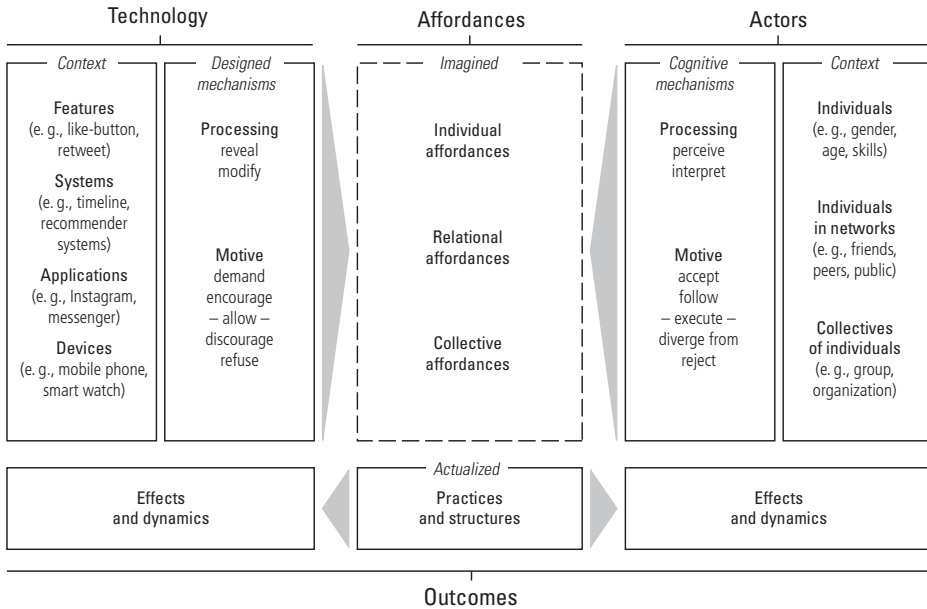 Technology
Affordances
Actors
Context
Features
(e. g., like-button,
retweet)
Systems
(e. g., timeline,
recommender
systems)
Applications
(e. g., Instagram,
messenger)
Devices
(e. g., mobile phone,
smart watch)
Designed
mechanisms
Processing
reveal
modify
Motive
demand
encourage
– allow –
discourage
refuse
Imagined
Individual
affordances
Relational
affordances
Collective
affordances
Cognitive
mechanisms
Processing
perceive
interpret
Motive
accept
follow
– execute –
diverge from
reject
Context
Individuals
(e. g., gender,
age, skills)
Individuals
in networks
(e. g., friends,
peers, public)
Collectives
of individuals
(e. g., group,
organization)
Effects
and dynamics
Actualized
Practices
and structures
Effects
and dynamics
Outcomes